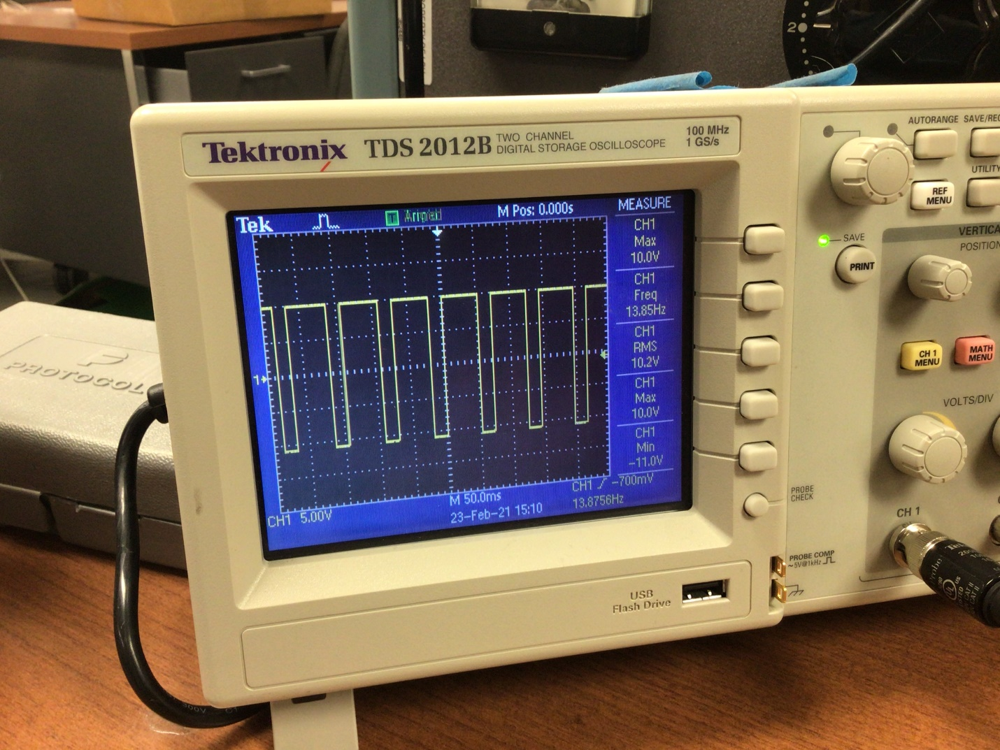 2
Tektronix TDS 2012B TWO CHANNEL DIGITAL STORAGE OSCILLOSCOPE 100 MHz 1 GS/s
Tek M Pos: 0.000s MEASURE
CH1
Max
10.0V
CH1
Freq
13.85Hz
CH1
RMS
10.2V
CH1
Max
10.0V
CH1
Min
-11.0V
1
CH1 5.00V M 50.0ms CH1 -700mV
23-Feb-21 15:10 13.8756Hz
USB
Flash Drive
AUTORANGE
UTILITY
REF
MENU
SAVE
PRINT
POSITION
CH 1
MENU
MATH
MENU
VOLTS/DIV
PROBE
CHECK
CH 1
PROBE COMP
~5V@1kHz
PROTOCOL